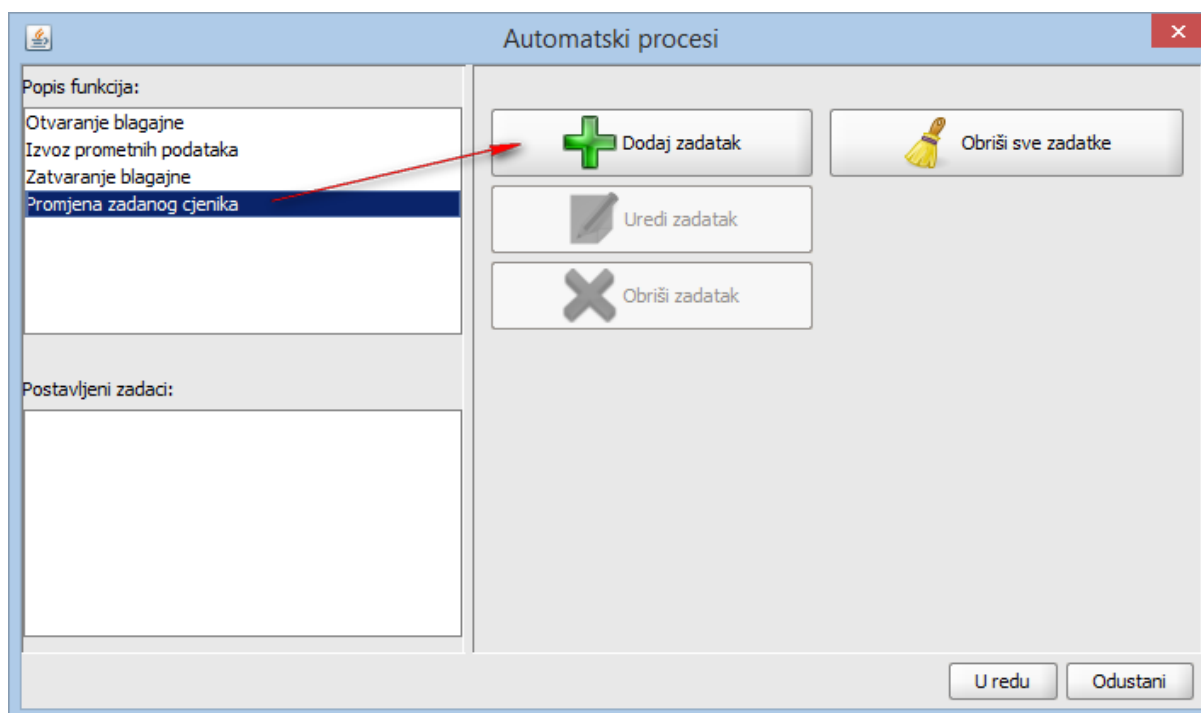 Automatski procesi
Popis funkcija:
Otvaranje blagajne
Izvoz prometnih podataka
Zatvaranje blagajne
Promjena zadanog cjenika
Postavljeni zadaci:
Dodaj zadatak
Obriši sve zadatke
Uredi zadatak
Obriši zadatak
U redu
Odustani